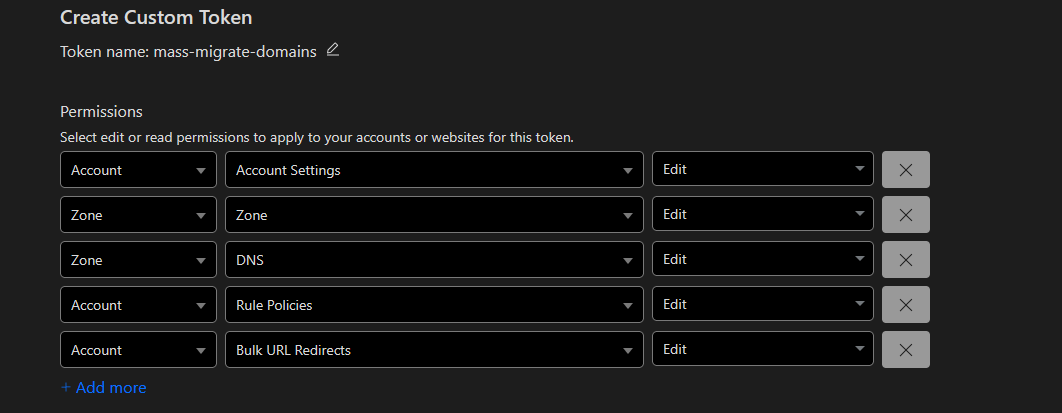 Create Custom Token
Token name: mass-migrate-domains
Permissions
Select edit or read permissions to apply to your accounts or websites for this token.
Account Account Settings Edit
Zone Zone Edit
Zone DNS Edit
Account Rule Policies Edit
Account Bulk URL Redirects Edit
+ Add more